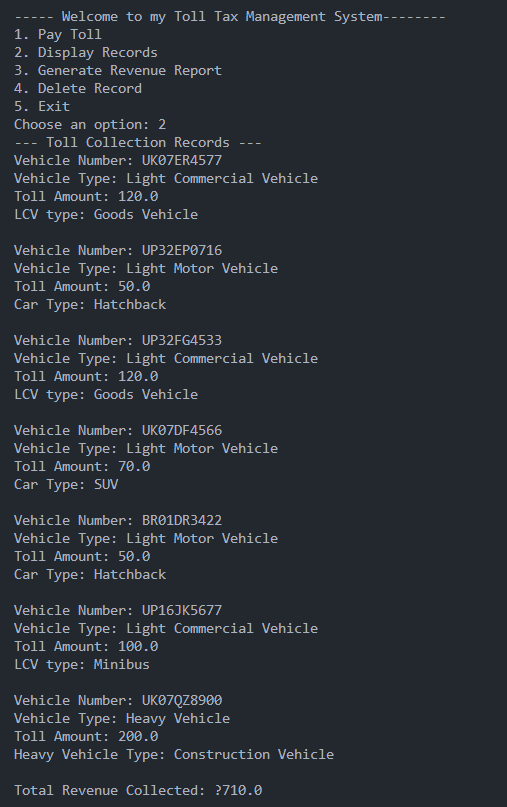 ----- Welcome to my Toll Tax Management System--------
1. Pay Toll
2. Display Records
3. Generate Revenue Report
4. Delete Record
5. Exit
Choose an option: 2
--- Toll Collection Records ---
Vehicle Number: UK07ER4577
Vehicle Type: Light Commercial Vehicle
Toll Amount: 120.0
LCV type: Goods Vehicle

Vehicle Number: UP32EP0716
Vehicle Type: Light Motor Vehicle
Toll Amount: 50.0
Car Type: Hatchback

Vehicle Number: UP32FG4533
Vehicle Type: Light Commercial Vehicle
Toll Amount: 120.0
LCV type: Goods Vehicle

Vehicle Number: UK07DF4566
Vehicle Type: Light Motor Vehicle
Toll Amount: 70.0
Car Type: SUV

Vehicle Number: BR01DR3422
Vehicle Type: Light Motor Vehicle
Toll Amount: 50.0
Car Type: Hatchback

Vehicle Number: UP16JK5677
Vehicle Type: Light Commercial Vehicle
Toll Amount: 100.0
LCV type: Minibus

Vehicle Number: UK07QZ8900
Vehicle Type: Heavy Vehicle
Toll Amount: 200.0
Heavy Vehicle Type: Construction Vehicle

Total Revenue Collected: ?710.0